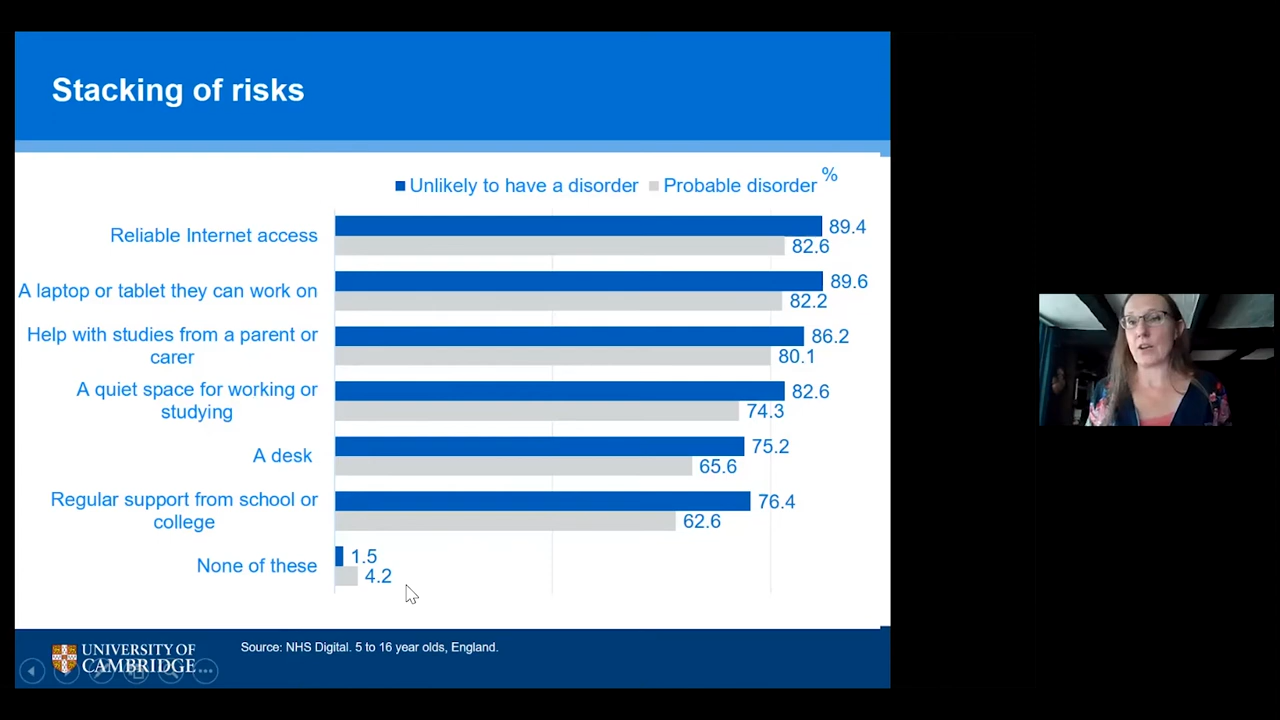 Stacking of risks
Unlikely to have a disorder
Probable disorder
%
Reliable Internet access
89.4
82.6
A laptop or tablet they can work on
89.6
82.2
Help with studies from a parent or
carer
86.2
80.1
A quiet space for working or
studying
82.6
74.3
A desk
75.2
65.6
Regular support from school or
college
76.4
62.6
None of these
1.5
4.2
UNIVERSITY OF
CAMBRIDGE
Source: NHS Digital. 5 to 16 year olds, England.